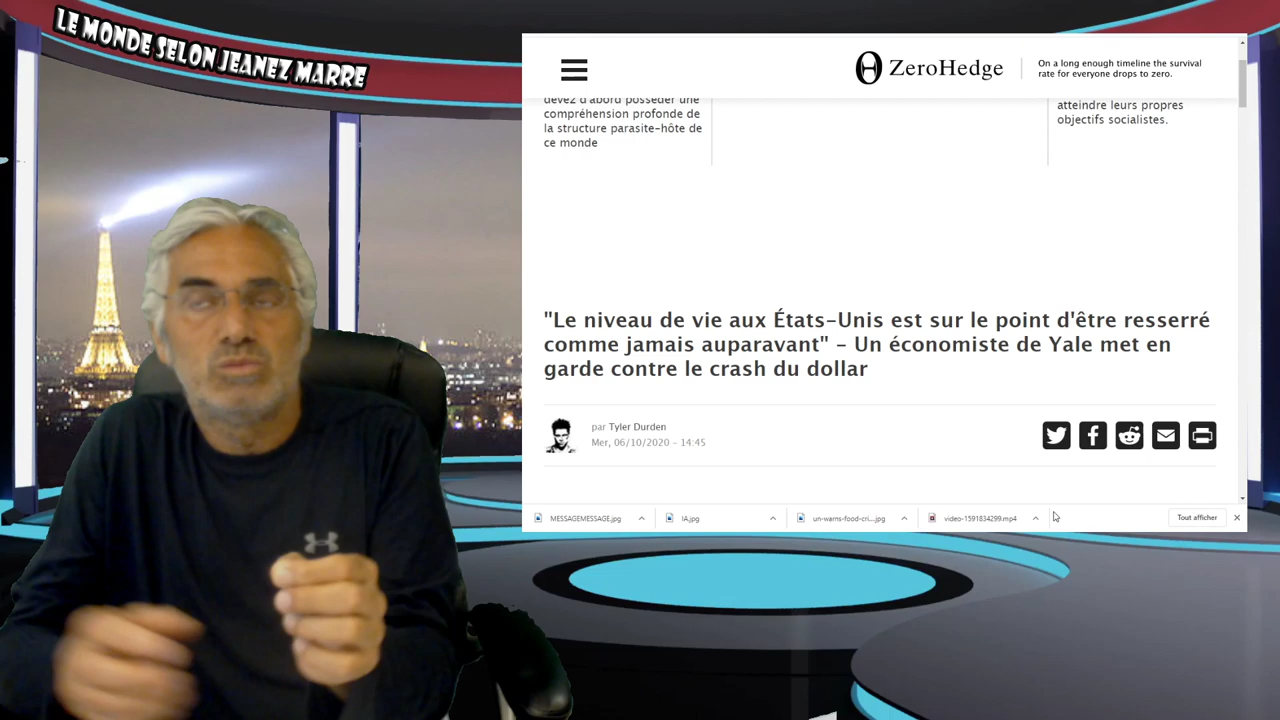 LE MONDE SELON JEANEZ MARRE
ZeroHedge
On a long enough timeline the survival
rate for everyone drops to zero.
devez d'abord posséder une
compréhension profonde de
la structure parasite-hôte de
ce monde
atteindre leurs propres
objectifs socialistes.
"Le niveau de vie aux États-Unis est sur le point d'être resserré
comme jamais auparavant" - Un économiste de Yale met en
garde contre le crash du dollar
par Tyler Durden
Mer, 06/10/2020 - 14:45
MESSAGEMESSAGE.jpg
IA.jpg
un-warns-food-cri....jpg
video-1591834299.mp4
Tout afficher